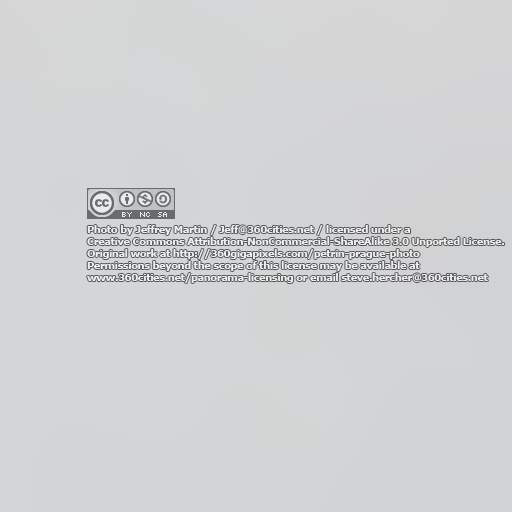 cc BY NC SA
Photo by Jeffrey Martin / Jeff@360cities.net / licensed under a
Creative Commons Attribution-NonCommercial-ShareAlike 3.0 Unported License.
Original work at http://360gigapixels.com/petrin-prague-photo
Permissions beyond the scope of this license may be available at
www.360cities.net/panorama-licensing or email steve.hercher@360cities.net